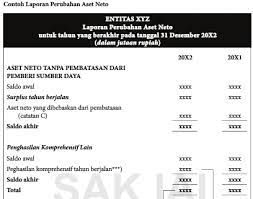 Contoh Laporan Perubahan Aset Neto
ENTITAS XYZ
Laporan Perubahan Aset Neto
untuk tahun yang berakhir pada tanggal 31 Desember 20X2
(dalam jutaan rupiah)
20X2 20X1
ASET NETO TANPA PEMBATASAN DARI
PEMBERI SUMBER DAYA
Saldo awal xxxx xxxx
Surplus tahun berjalan xxxx xxxx
Aset neto yang dibebaskan dari pembatasan
(catatan C) xxxx xxxx
Saldo akhir xxxx xxxx
Penghasilan Komprehensif Lain
Saldo awal xxxx xxxx
Penghasilan komprehensif tahun berjalan***) xxxx xxxx
Saldo akhir xxxx xxxx
Total xxxx xxxx
SAK